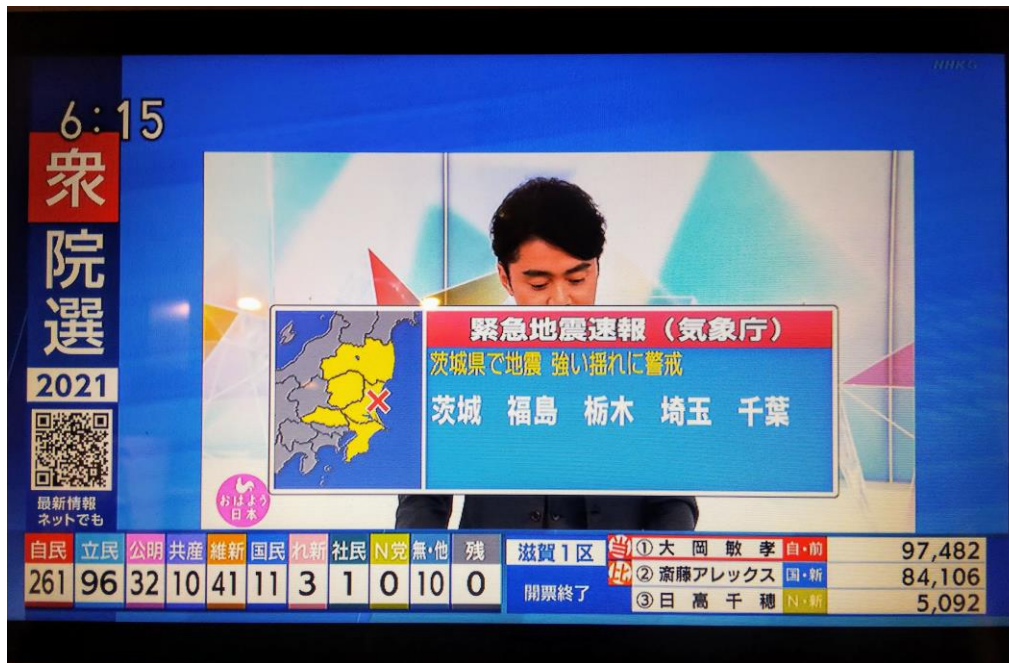 NHK G
6:15
衆
院
選
2021
最新情報
ネットでも
緊急地震速報(気象庁)
茨城県で地震 強い揺れに警戒
茨城 福島 栃木 埼玉 千葉
おはよう
日本
自民 立民 公明 共産 維新 国民 れ新 社民 N党 無・他 残
261 96 32 10 41 11 3 1 0 10 0
滋賀1区
開票終了
当 ① 大岡敏孝 自・前 97,482
比 ② 斎藤アレックス 国・新 84,106
③ 日高千穂 N・新 5,092